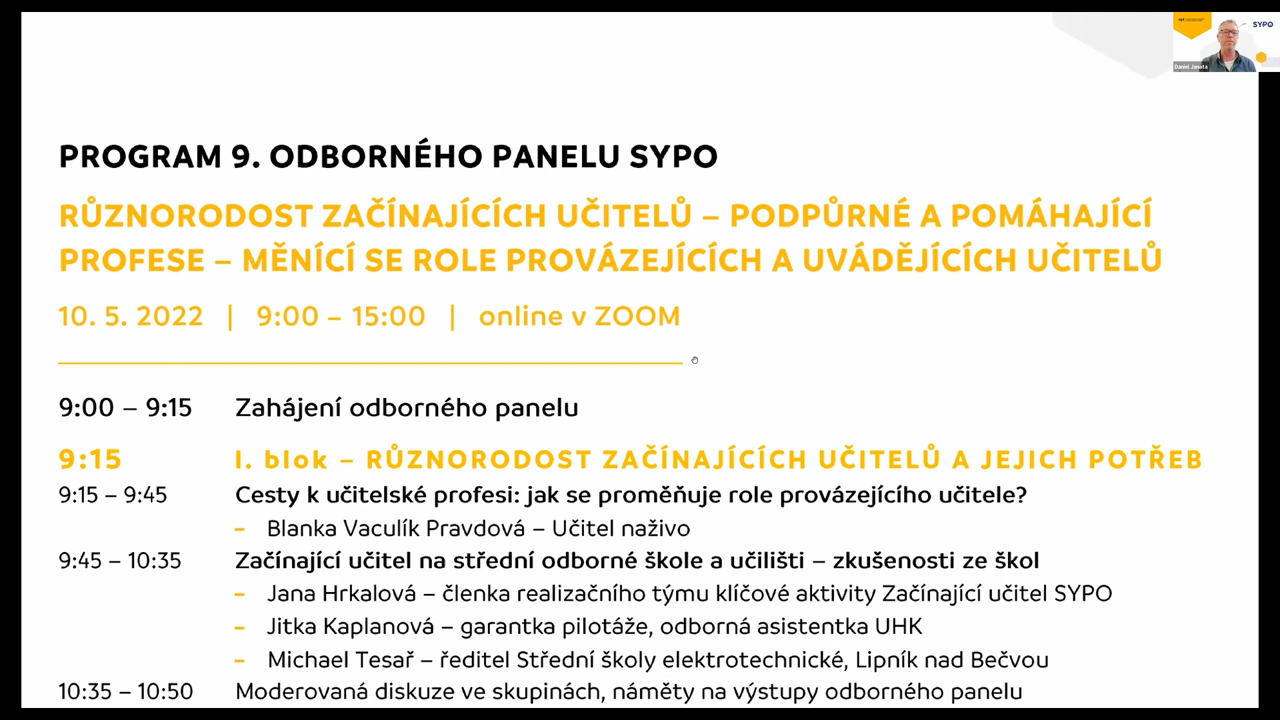 SYPO
Daniel Janata
PROGRAM 9. ODBORNÉHO PANELU SYPO
RŮZNORODOST ZAČÍNAJÍCÍCH UČITELŮ – PODPŮRNÉ A POMÁHAJÍCÍ
PROFESE – MĚNÍCÍ SE ROLE PROVÁZEJÍCÍCH A UVÁDĚJÍCÍCH UČITELŮ
10. 5. 2022 | 9:00 – 15:00 | online v ZOOM
9:00 – 9:15 Zahájení odborného panelu
9:15 I. blok – RŮZNORODOST ZAČÍNAJÍCÍCH UČITELŮ A JEJICH POTŘEB
9:15 – 9:45 Cesty k učitelské profesi: jak se proměňuje role provázejícího učitele?
– Blanka Vaculík Pravdová – Učitel naživo
9:45 – 10:35 Začínající učitel na střední odborné škole a učilišti – zkušenosti ze škol
– Jana Hrkalová – členka realizačního týmu klíčové aktivity Začínající učitel SYPO
– Jitka Kaplanová – garantka pilotáže, odborná asistentka UHK
– Michael Tesař – ředitel Střední školy elektrotechnické, Lipník nad Bečvou
10:35 – 10:50 Moderovaná diskuze ve skupinách, náměty na výstupy odborného panelu